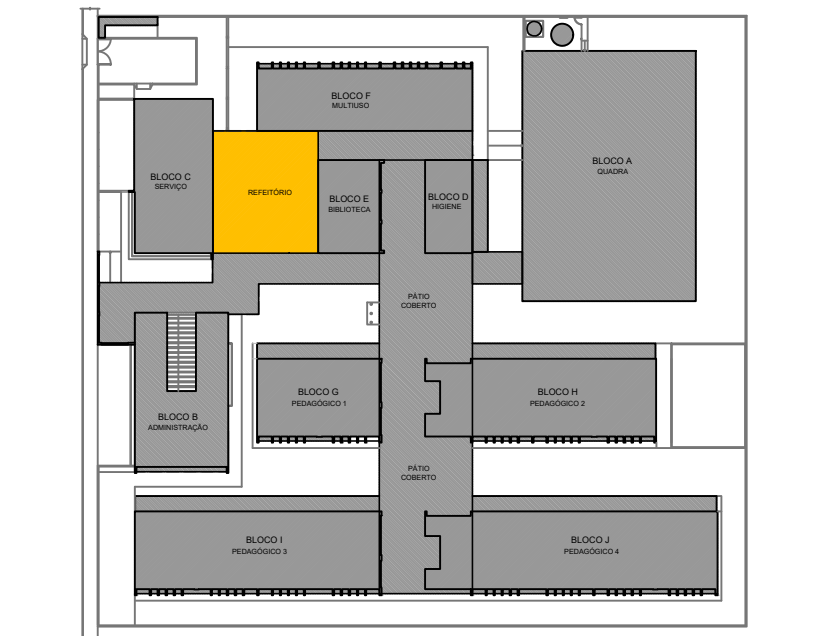 BLOCO F
MULTIUSO
BLOCO A
QUADRA
BLOCO C
SERVIÇO
REFEITÓRIO
BLOCO E
BIBLIOTECA
BLOCO D
HIGIENE
PÁTIO
COBERTO
BLOCO G
PEDAGÓGICO 1
BLOCO H
PEDAGÓGICO 2
BLOCO B
ADMINISTRAÇÃO
PÁTIO
COBERTO
BLOCO I
PEDAGÓGICO 3
BLOCO J
PEDAGÓGICO 4